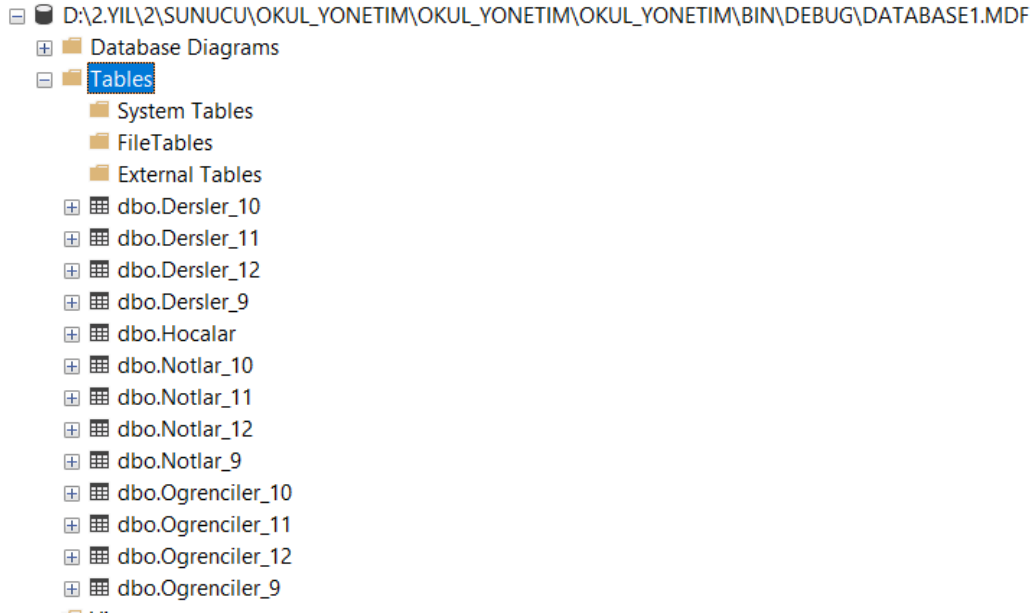 D:\2.YIL\2\SUNUCU\OKUL_YONETIM\OKUL_YONETIM\OKUL_YONETIM\BIN\DEBUG\DATABASE1.MDF
Database Diagrams
Tables
System Tables
FileTables
External Tables
dbo.Dersler_10
dbo.Dersler_11
dbo.Dersler_12
dbo.Dersler_9
dbo.Hocalar
dbo.Notlar_10
dbo.Notlar_11
dbo.Notlar_12
dbo.Notlar_9
dbo.Ogrenciler_10
dbo.Ogrenciler_11
dbo.Ogrenciler_12
dbo.Ogrenciler_9